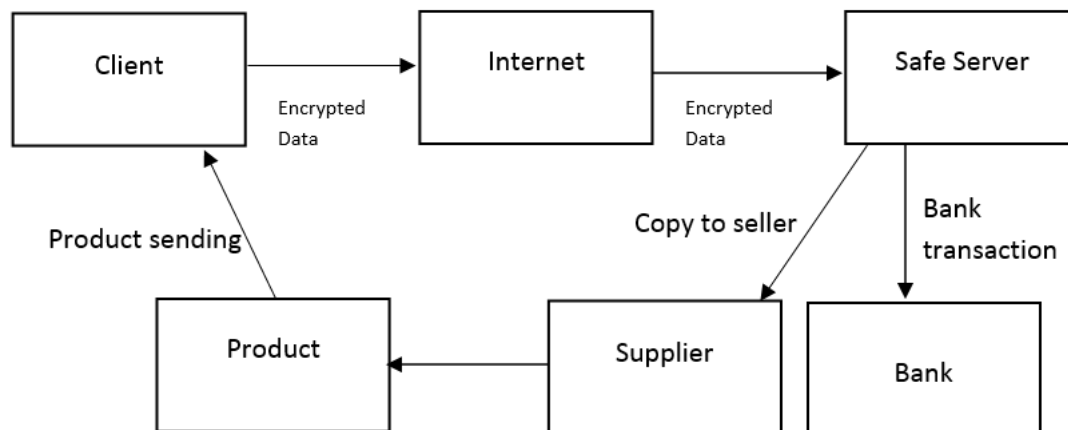 Client
Internet
Safe Server
Encrypted
Data
Encrypted
Data
Product sending
Copy to seller
Bank
transaction
Product
Supplier
Bank